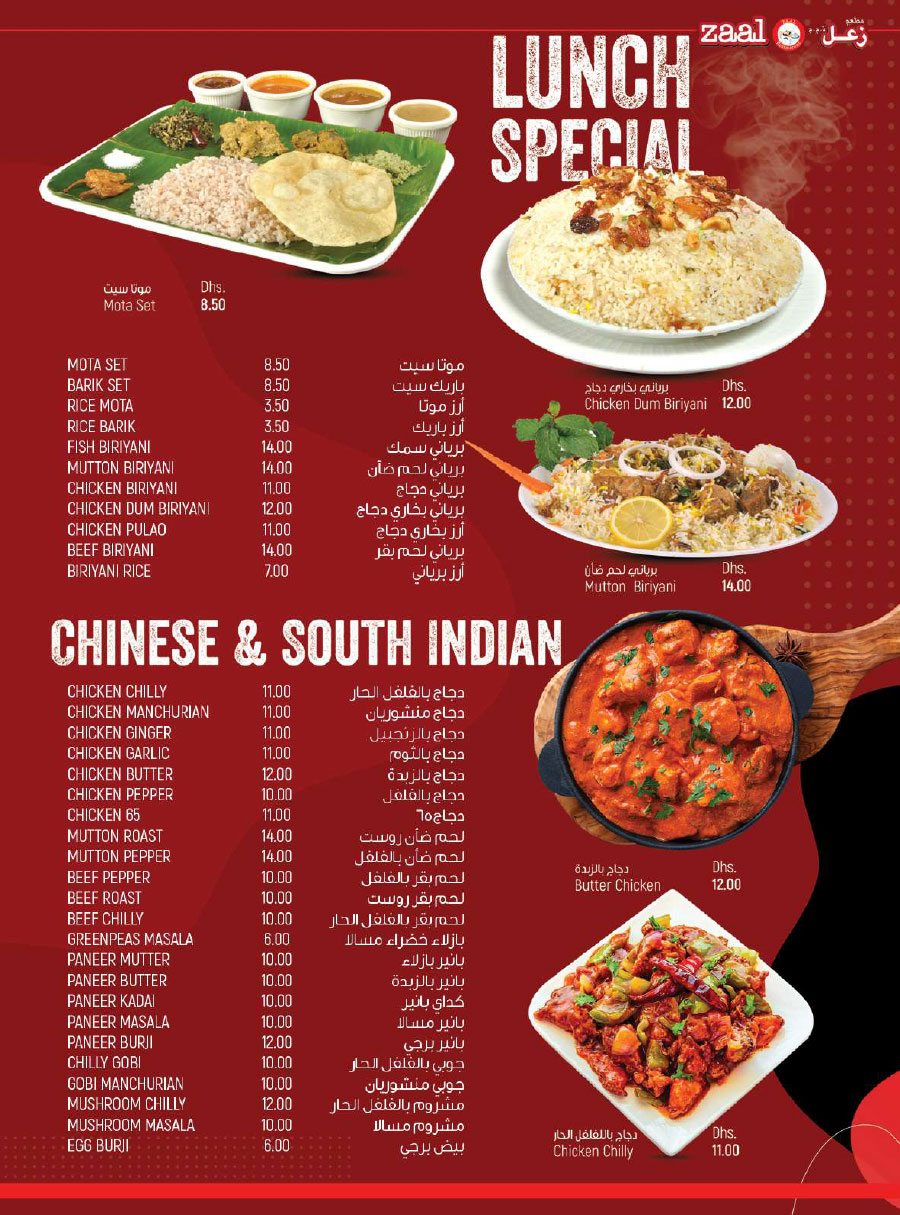 zaal
مطعم
زعل
LUNCH
SPECIAL
موتا سيت Dhs.
Mota Set 8.50
برياني بخاري دجاج Dhs.
Chicken Dum Biriyani 12.00
MOTA SET 8.50 موتا سيت
BARIK SET 8.50 باريك سيت
RICE MOTA 3.50 أرز موتا
RICE BARIK 3.50 أرز باريك
FISH BIRIYANI 14.00 برياني سمك
MUTTON BIRIYANI 14.00 برياني لحم ضأن
CHICKEN BIRIYANI 11.00 برياني دجاج
CHICKEN DUM BIRIYANI 12.00 برياني بخاري دجاج
CHICKEN PULAO 11.00 أرز بخاري دجاج
BEEF BIRIYANI 14.00 برياني لحم بقر
BIRIYANI RICE 7.00 أرز برياني
برياني لحم ضأن Dhs.
Mutton Biriyani 14.00
CHINESE & SOUTH INDIAN
CHICKEN CHILLY 11.00 دجاج بالفلفل الحار
CHICKEN MANCHURIAN 11.00 دجاج منشوريان
CHICKEN GINGER 11.00 دجاج بالزنجبيل
CHICKEN GARLIC 11.00 دجاج بالثوم
CHICKEN BUTTER 12.00 دجاج بالزبدة
CHICKEN PEPPER 10.00 دجاج بالفلفل
CHICKEN 65 11.00 دجاج٦٥
MUTTON ROAST 14.00 لحم ضأن روست
MUTTON PEPPER 14.00 لحم ضأن بالفلفل
BEEF PEPPER 10.00 لحم بقر بالفلفل
BEEF ROAST 10.00 لحم بقر روست
BEEF CHILLY 10.00 لحم بقر بالفلفل الحار
GREENPEAS MASALA 6.00 بازلاء خضراء مسالا
PANEER MUTTER 10.00 بانير بازلاء
PANEER BUTTER 10.00 بانير بالزبدة
PANEER KADAI 10.00 كداي بانير
PANEER MASALA 10.00 بانير مسالا
PANEER BURJI 12.00 بانير برجي
CHILLY GOBI 10.00 جوبي بالفلفل الحار
GOBI MANCHURIAN 10.00 جوبي منشوريان
MUSHROOM CHILLY 12.00 مشروم بالفلفل الحار
MUSHROOM MASALA 10.00 مشروم مسالا
EGG BURJI 6.00 بيض برجي
دجاج بالزبدة Dhs.
Butter Chicken 12.00
دجاج باللفلفل الحار Dhs.
Chicken Chilly 11.00